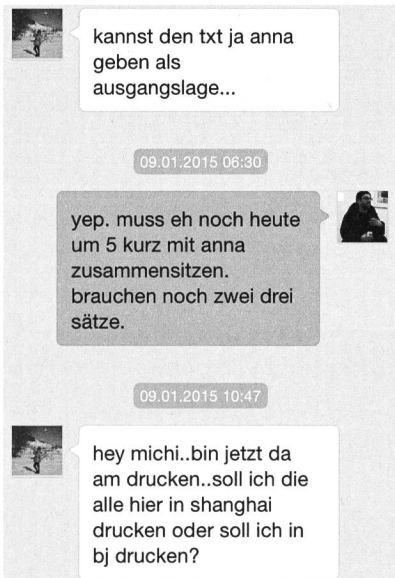 kannst den txt ja anna
geben als
ausgangslage...
09.01.2015 06:30
yep. muss eh noch heute
um 5 kurz mit anna
zusammensitzen.
brauchen noch zwei drei
sätze.
09.01.2015 10:47
hey michi..bin jetzt da
am drucken..soll ich die
alle hier in shanghai
drucken oder soll ich in
bj drucken?